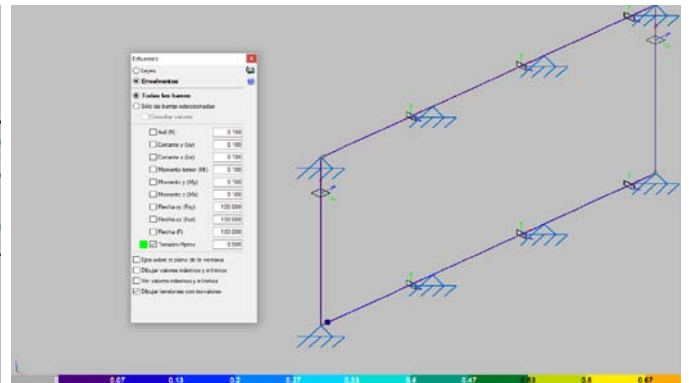 Esfuerzos
Leyes
Envolventes
Todas las barras
Sólo las barras seleccionadas
Consultar valores
Axil (N) 0.100
Cortante y (Vy) 0.100
Cortante z (Vz) 0.100
Momento torsor (Mt) 0.100
Momento y (My) 0.100
Momento z (Mz) 0.100
Flecha xy (Fxy) 100.000
Flecha xz (Fxz) 100.000
Flecha (F) 100.000
Tensión Aprov. 0.500
Ejes sobre el plano de la ventana
Dibujar valores máximos y mínimos
Ver valores máximos y mínimos
Dibujar tensiones con isovalores
0 0.07 0.13 0.2 0.27 0.33 0.4 0.47 0.53 0.6 0.67